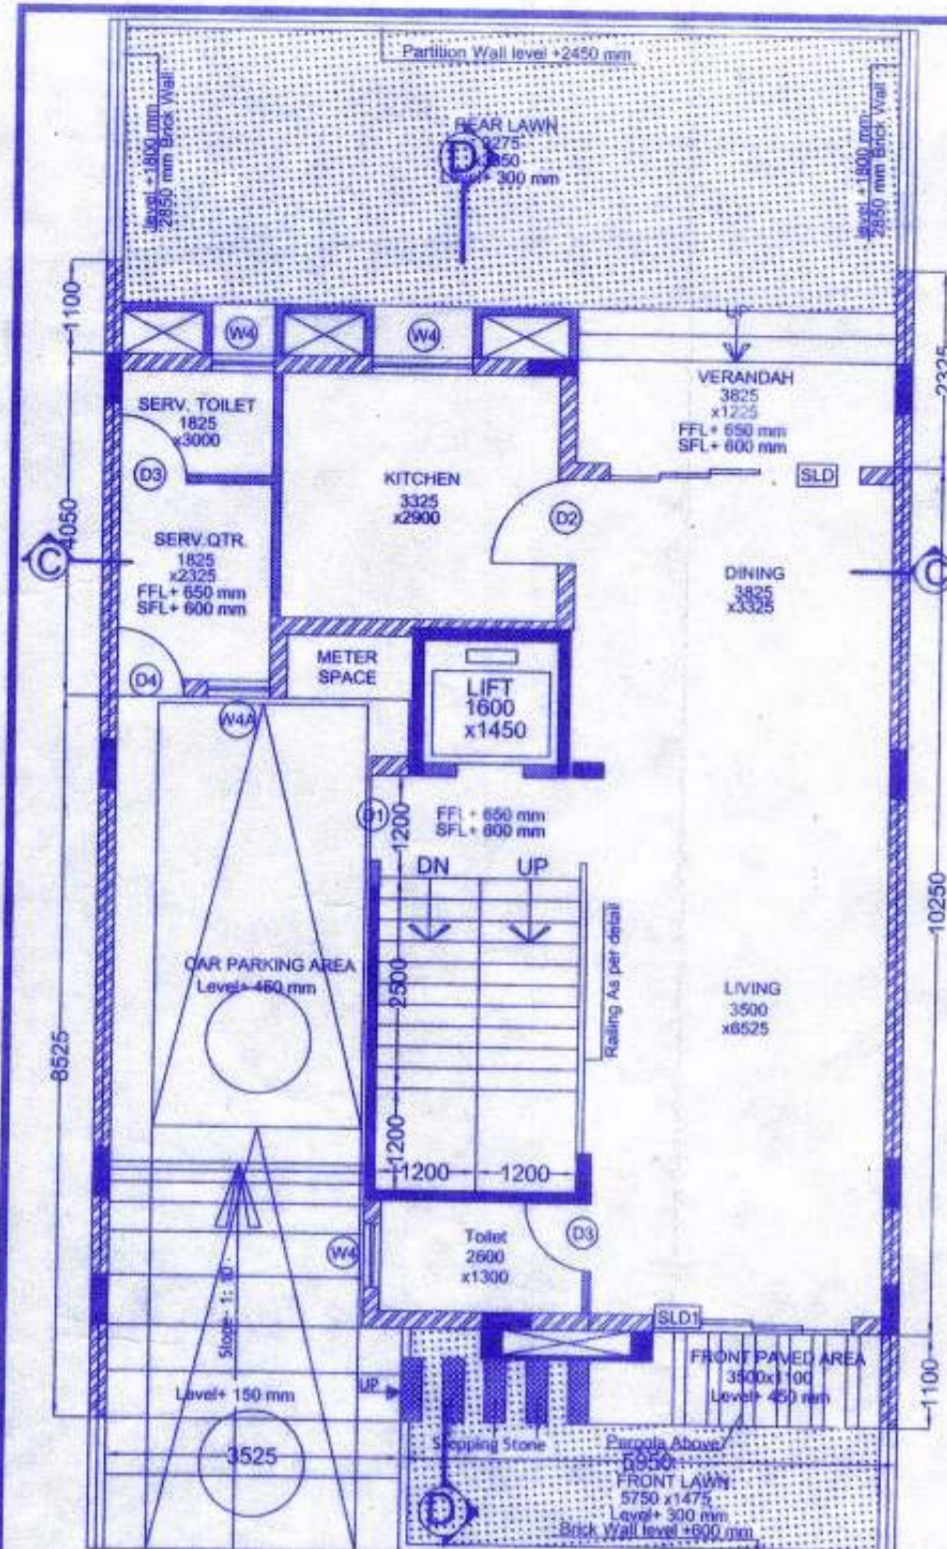 Partition Wall level +2450 mm
level +1800 mm
2850 mm Brick Wall
REAR LAWN
Level+ 300 mm
D
level +1800 mm
2850 mm Brick Wall
1100
W4
W4
UP
2325
SERV. TOILET
1825
x3000
VERANDAH
3825
x1225
FFL+ 650 mm
SFL+ 600 mm
D3
KITCHEN
3325
x2900
SLD
4050
D2
C
SERV.QTR.
1825
x2325
FFL+ 650 mm
SFL+ 600 mm
DINING
3825
x3325
C
D4
METER
SPACE
LIFT
1600
x1450
W4A
D1
1200
FFL + 650 mm
SFL+ 600 mm
DN
UP
10250
Railing As per detail
2500
CAR PARKING AREA
Level+ 460 mm
LIVING
3500
x6525
8525
1200
1200
1200
Toilet
2600
x1300
D3
W4
SLD1
1: 10
FRONT PAVED AREA
3500x1100
Level+ 450 mm
1100
UP
Level+ 150 mm
Stepping Stone
Pergola Above
3525
5950
FRONT LAWN
5750 x1475
Level+ 300 mm
Brick Wall level +600 mm
D